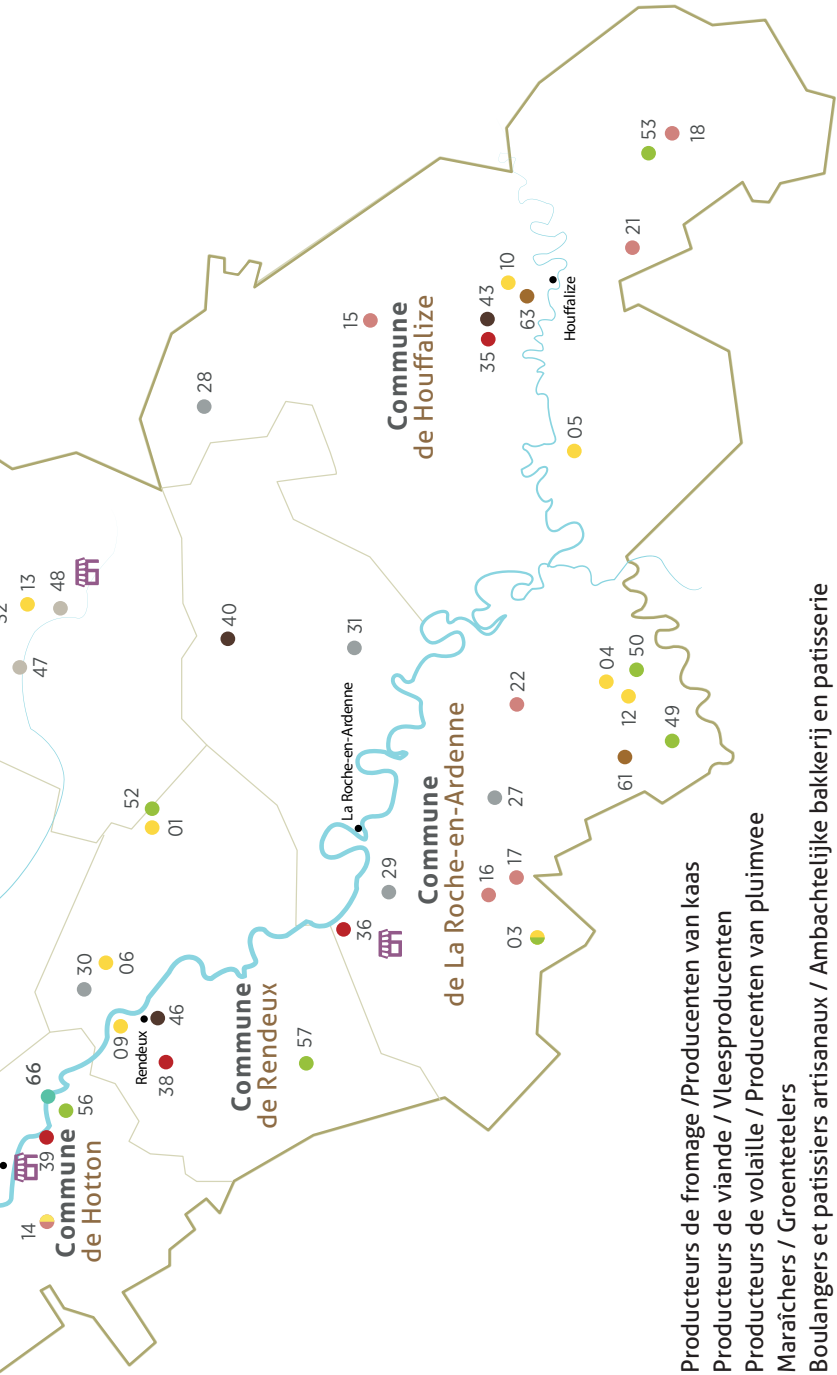 47
13
48
14
39
66
56
Commune
de Hotton
30
06
09
Rendeux
46
38
52
01
28
40
Commune
de Rendeux
57
15
31
La Roche-en-Ardenne
36
29
Commune
de Houffalize
Commune
de La Roche-en-Ardenne
16
17
27
22
03
35
43
10
63
Houffalize
05
61
12
04
50
49
21
53
18
Producteurs de fromage /Producenten van kaas
Producteurs de viande / Vleesproducenten
Producteurs de volaille / Producenten van pluimvee
Maraîchers / Groentetelers
Boulangers et patissiers artisanaux / Ambachtelijke bakkerij en patisserie